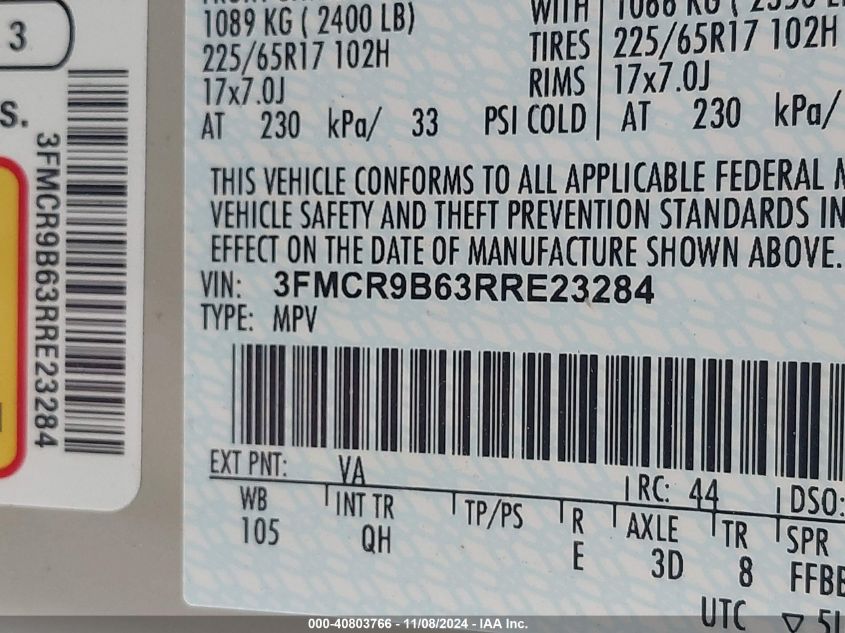 3
S.
3FMCR9B63RRE23284
1089 KG ( 2400 LB)
225/65R17 102H
17x7.0J
AT 230 kPa/ 33 PSI COLD
WITH
TIRES
RIMS
225/65R17 102H
17x7.0J
AT 230 kPa/
THIS VEHICLE CONFORMS TO ALL APPLICABLE FEDERAL
VEHICLE SAFETY AND THEFT PREVENTION STANDARDS IN
EFFECT ON THE DATE OF MANUFACTURE SHOWN ABOVE.
VIN: 3FMCR9B63RRE23284
TYPE: MPV
EXT PNT: VA
RC: 44
DSO:
WB
INT TR
TP/PS
R
AXLE
TR
SPR
105
QH
E
3D
8
UTC
000-40803766 - 11/08/2024 - IAA Inc.